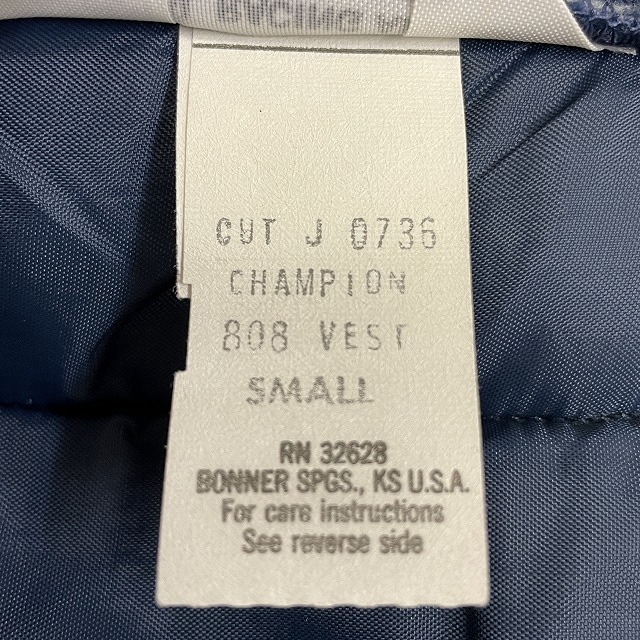 CUT J 0736
CHAMPION
808 VEST
SMALL
RN 32628
BONNER SPGS., KS U.S.A.
For care instructions
See reverse side